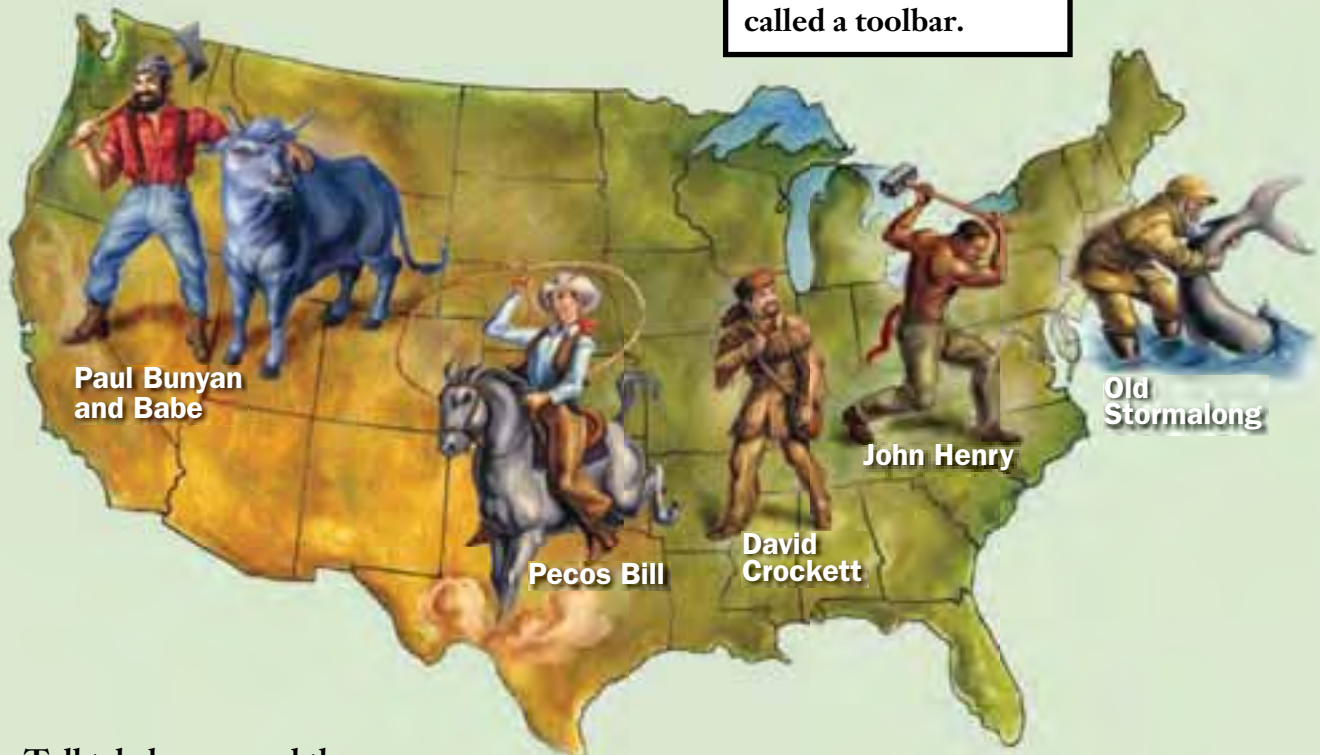 called a toolbar.
Paul Bunyan
and Babe
Pecos Bill
David
Crockett
John Henry
Old
Stormalong